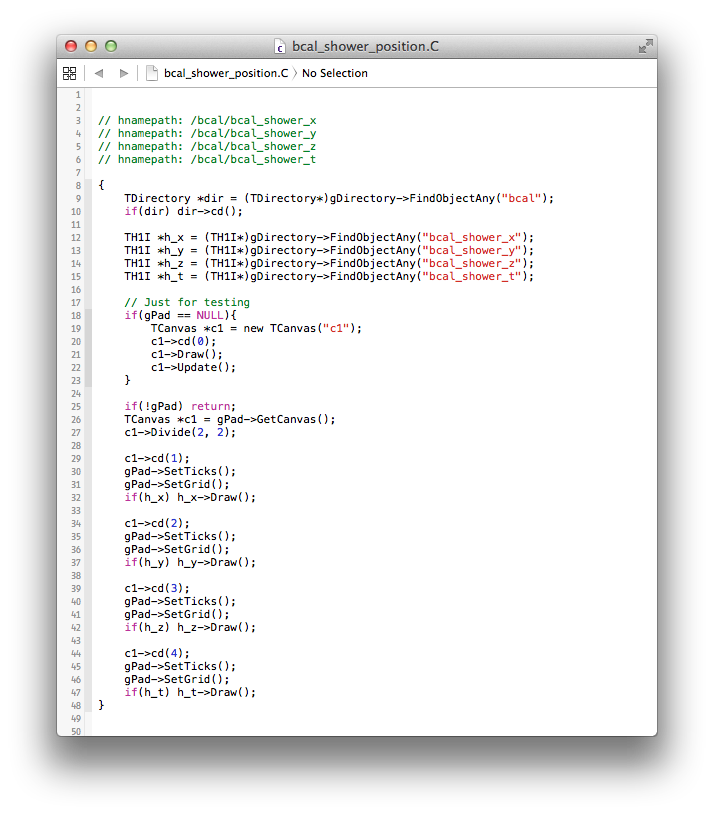 bcal_shower_position.C
bcal_shower_position.C 〉 No Selection
1
2
3 // hnamepath: /bcal/bcal_shower_x
4 // hnamepath: /bcal/bcal_shower_y
5 // hnamepath: /bcal/bcal_shower_z
6 // hnamepath: /bcal/bcal_shower_t
7
8 {
9     TDirectory *dir = (TDirectory*)gDirectory->FindObjectAny("bcal");
10     if(dir) dir->cd();
11
12     TH1I *h_x = (TH1I*)gDirectory->FindObjectAny("bcal_shower_x");
13     TH1I *h_y = (TH1I*)gDirectory->FindObjectAny("bcal_shower_y");
14     TH1I *h_z = (TH1I*)gDirectory->FindObjectAny("bcal_shower_z");
15     TH1I *h_t = (TH1I*)gDirectory->FindObjectAny("bcal_shower_t");
16
17     // Just for testing
18     if(gPad == NULL){
19         TCanvas *c1 = new TCanvas("c1");
20         c1->cd(0);
21         c1->Draw();
22         c1->Update();
23     }
24
25     if(!gPad) return;
26     TCanvas *c1 = gPad->GetCanvas();
27     c1->Divide(2, 2);
28
29     c1->cd(1);
30     gPad->SetTicks();
31     gPad->SetGrid();
32     if(h_x) h_x->Draw();
33
34     c1->cd(2);
35     gPad->SetTicks();
36     gPad->SetGrid();
37     if(h_y) h_y->Draw();
38
39     c1->cd(3);
40     gPad->SetTicks();
41     gPad->SetGrid();
42     if(h_z) h_z->Draw();
43
44     c1->cd(4);
45     gPad->SetTicks();
46     gPad->SetGrid();
47     if(h_t) h_t->Draw();
48 }
49
50